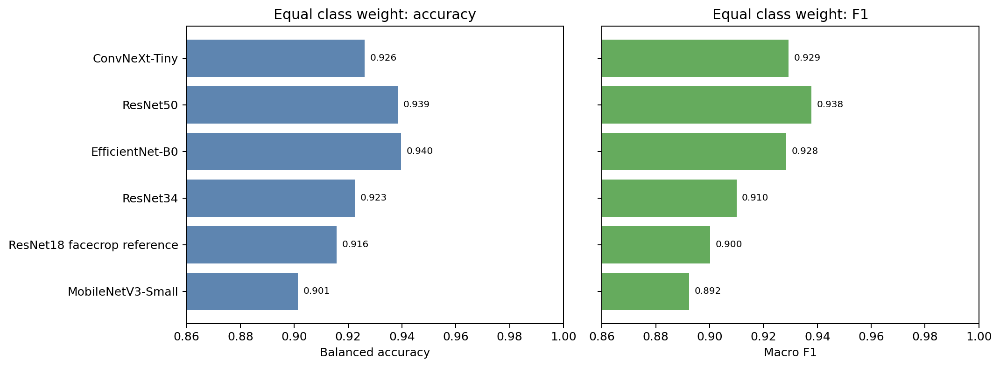 Equal class weight: accuracy
ConvNeXt-Tiny
0.926
ResNet50
0.939
EfficientNet-B0
0.940
ResNet34
0.923
ResNet18 facecrop reference
0.916
MobileNetV3-Small
0.901
0.86 0.88 0.90 0.92 0.94 0.96 0.98 1.00
Balanced accuracy
Equal class weight: F1
0.929
0.938
0.928
0.910
0.900
0.892
0.86 0.88 0.90 0.92 0.94 0.96 0.98 1.00
Macro F1